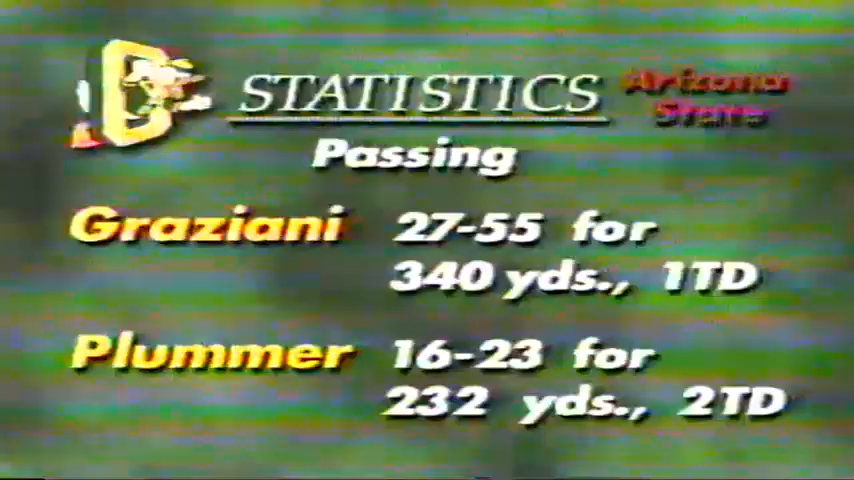 STATISTICS
Arizona
State
Passing
Graziani 27-55 for
340 yds., 1TD
Plummer 16-23 for
232 yds., 2TD